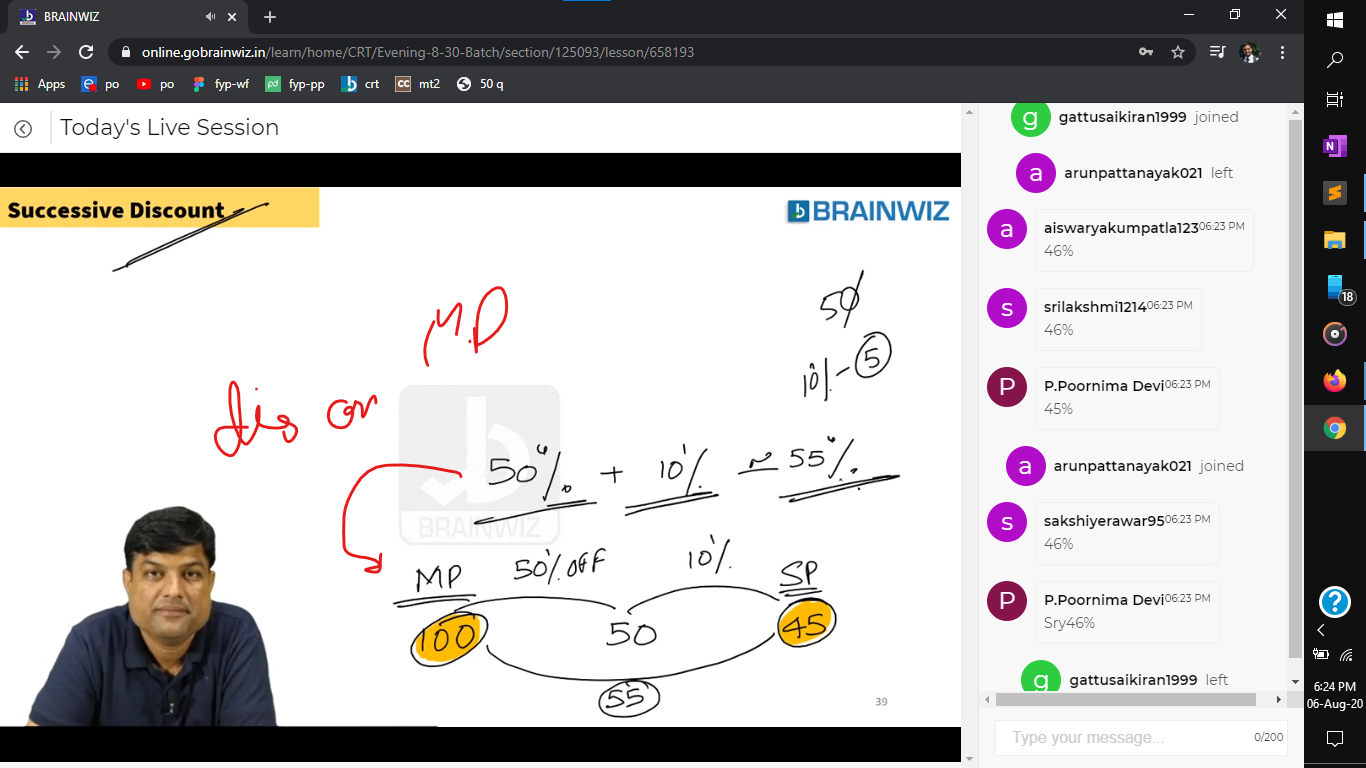 BRAINWIZ
online.gobrainwiz.in/learn/home/CRT/Evening-8-30-Batch/section/125093/lesson/658193
Apps po po fyp-wf fyp-pp crt mt2 50 q
Today's Live Session
Successive Discount
BRAINWIZ
50
10% - 5
M.D
dis on
50% + 10% ≃ 55%
BRAINWIZ
MP 50% OFF 10% SP
100 50 45
55
39
g gattusaikiran1999 joined
a arunpattanayak021 left
a aiswaryakumpatla123 06:23 PM
46%
s srilakshmi1214 06:23 PM
46%
P P.Poornima Devi 06:23 PM
45%
a arunpattanayak021 joined
s sakshiyerawar95 06:23 PM
46%
P P.Poornima Devi 06:23 PM
Sry46%
g gattusaikiran1999 left
Type your message... 0/200
N
18
?
6:24 PM
06-Aug-20